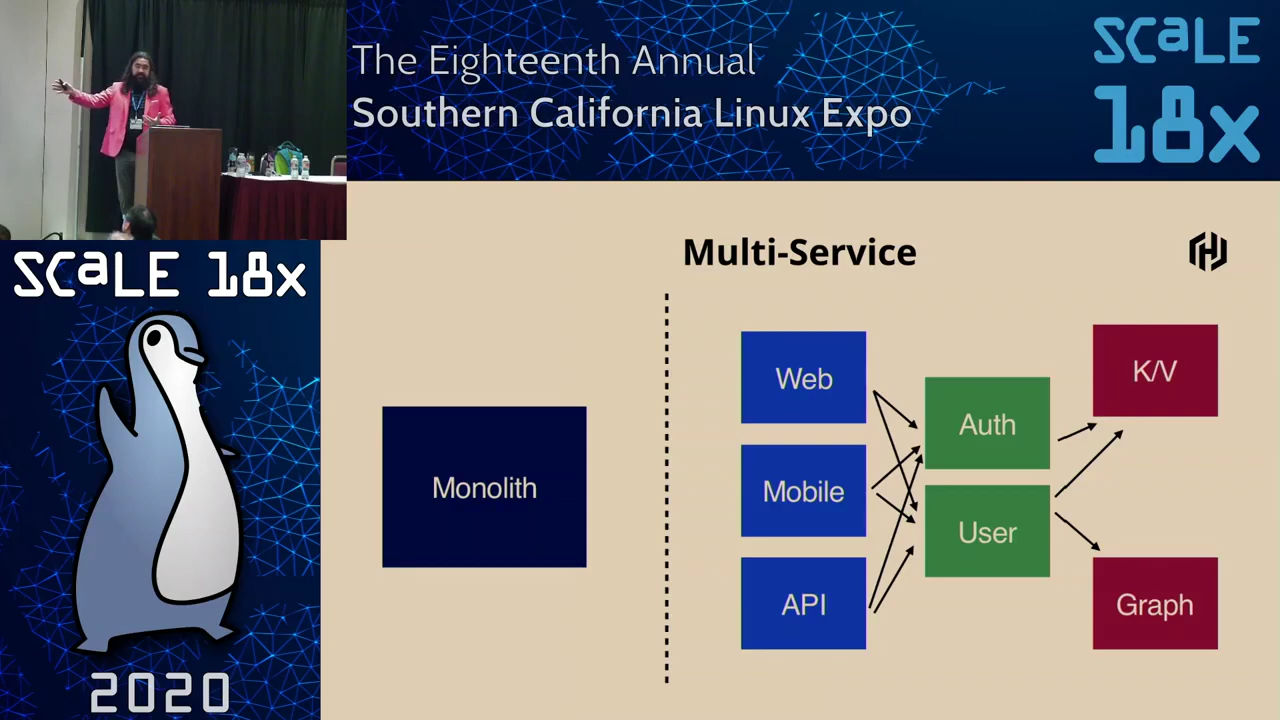 The Eighteenth Annual
Southern California Linux Expo
SCaLE
18x
SCaLE 18x
2020
Multi-Service
Monolith
Web
Mobile
API
Auth
User
K/V
Graph